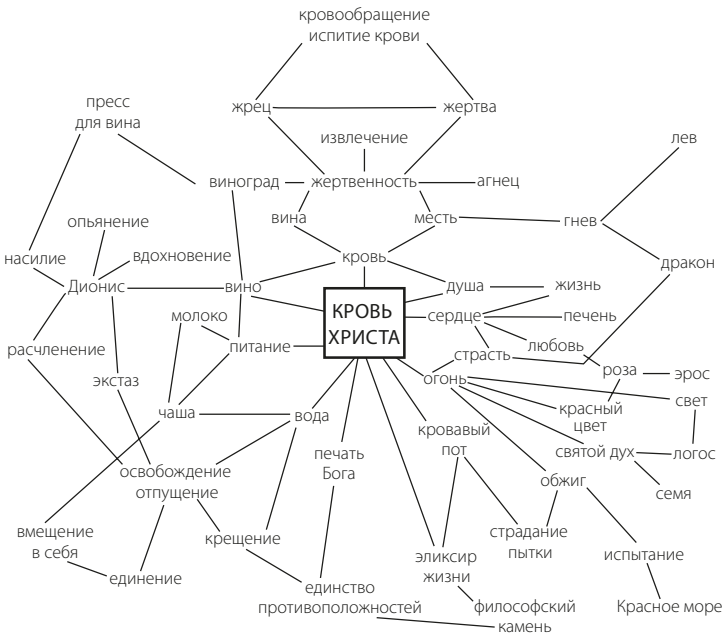 кровообращение
испитие крови
пресс
для вина
жрец
жертва
извлечение
лев
виноград
жертвенность
агнец
опьянение
вина
месть
гнев
насилие
вдохновение
кровь
дракон
Дионис
вино
душа
жизнь
молоко
КРОВЬ
ХРИСТА
сердце
печень
расчленение
питание
любовь
страсть
экстаз
огонь
роза
эрос
чаша
вода
красный
цвет
свет
кровавый
пот
печать
Бога
святой дух
логос
освобождение
отпущение
обжиг
семя
вмещение
в себя
крещение
страдание
пытки
эликсир
жизни
испытание
единение
единство
противоположностей
философский
камень
Красное море